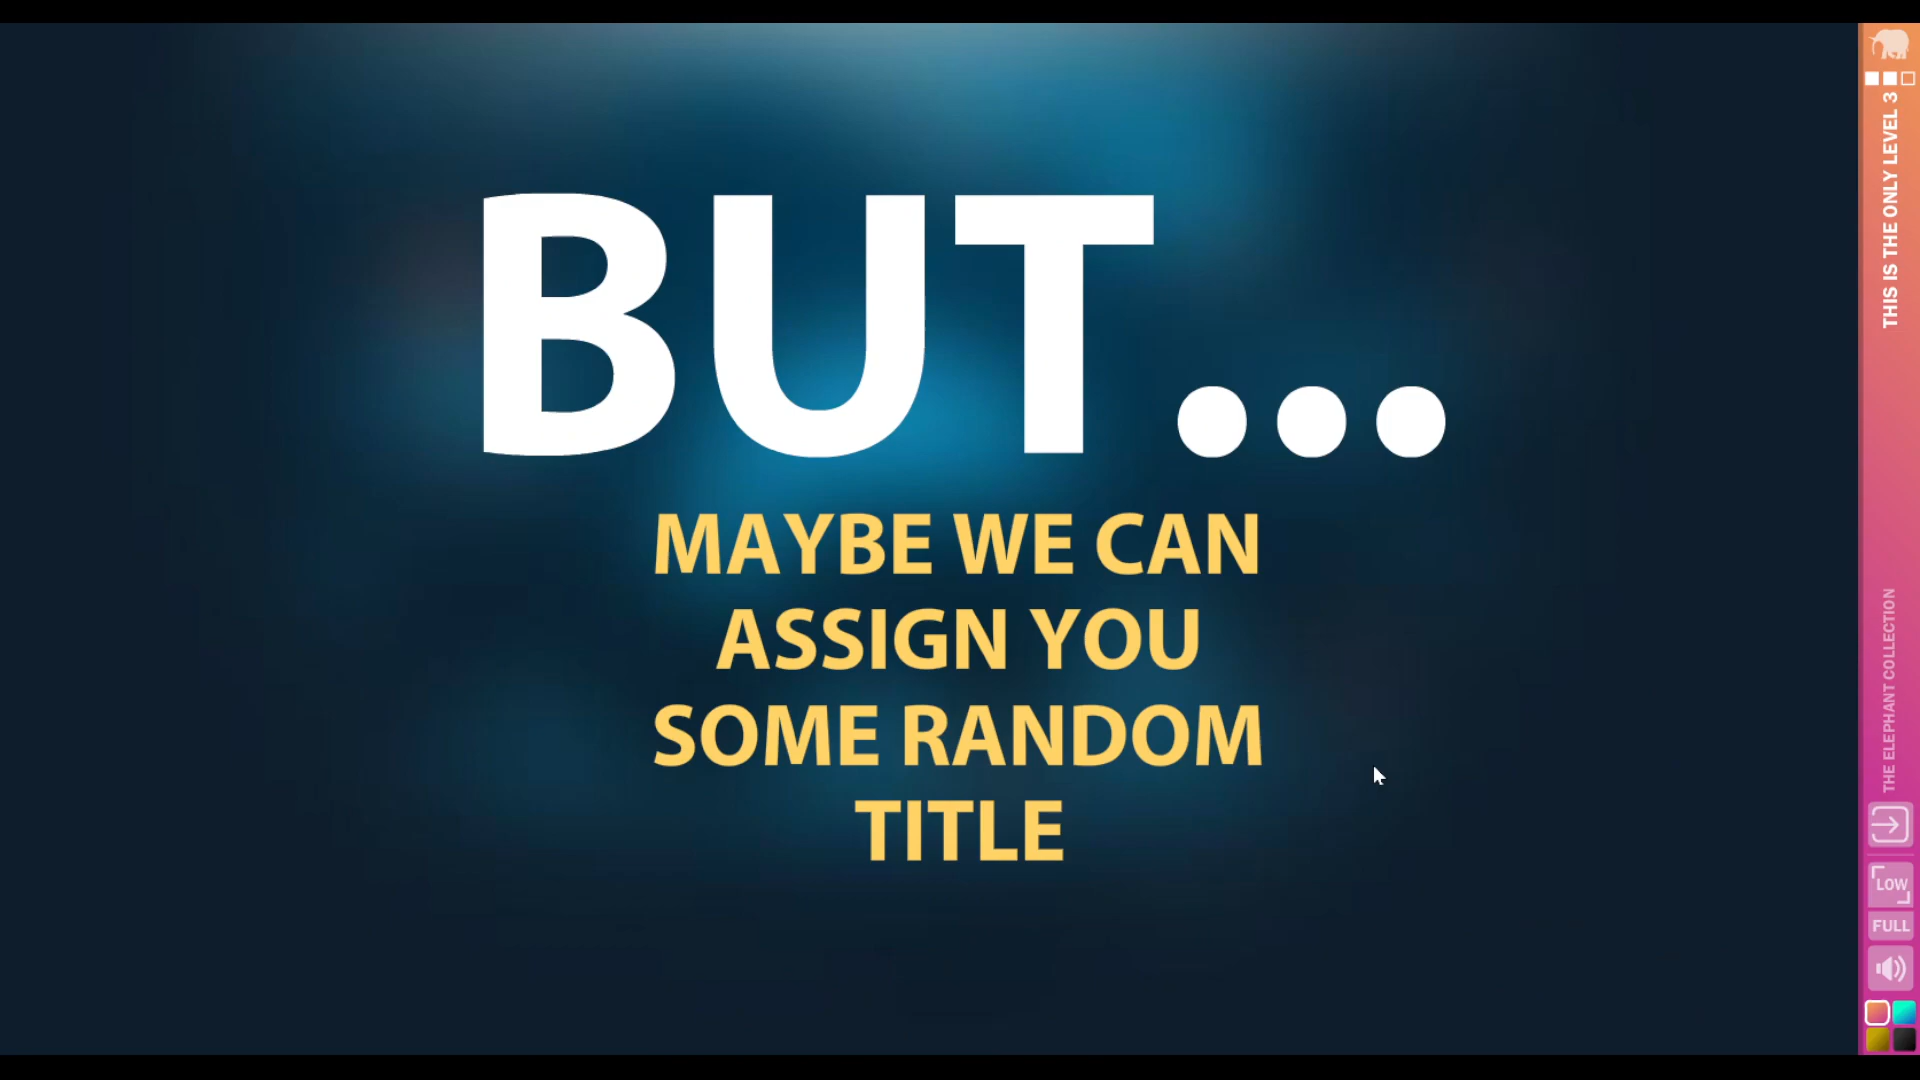 BUT...
MAYBE WE CAN
ASSIGN YOU
SOME RANDOM
TITLE
THIS IS THE ONLY LEVEL 3
THE ELEPHANT COLLECTION
LOW
FULL